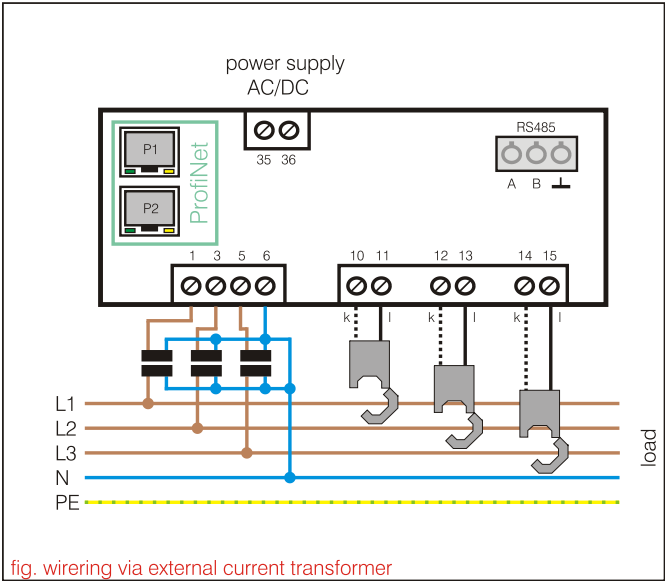 power supply
AC/DC
35 36
RS485
A B
P1
P2
ProfiNet
1 3 5 6
10 11 12 13 14 15
k l k l k l
L1
L2
L3
N
PE
load
fig. wirering via external current transformer